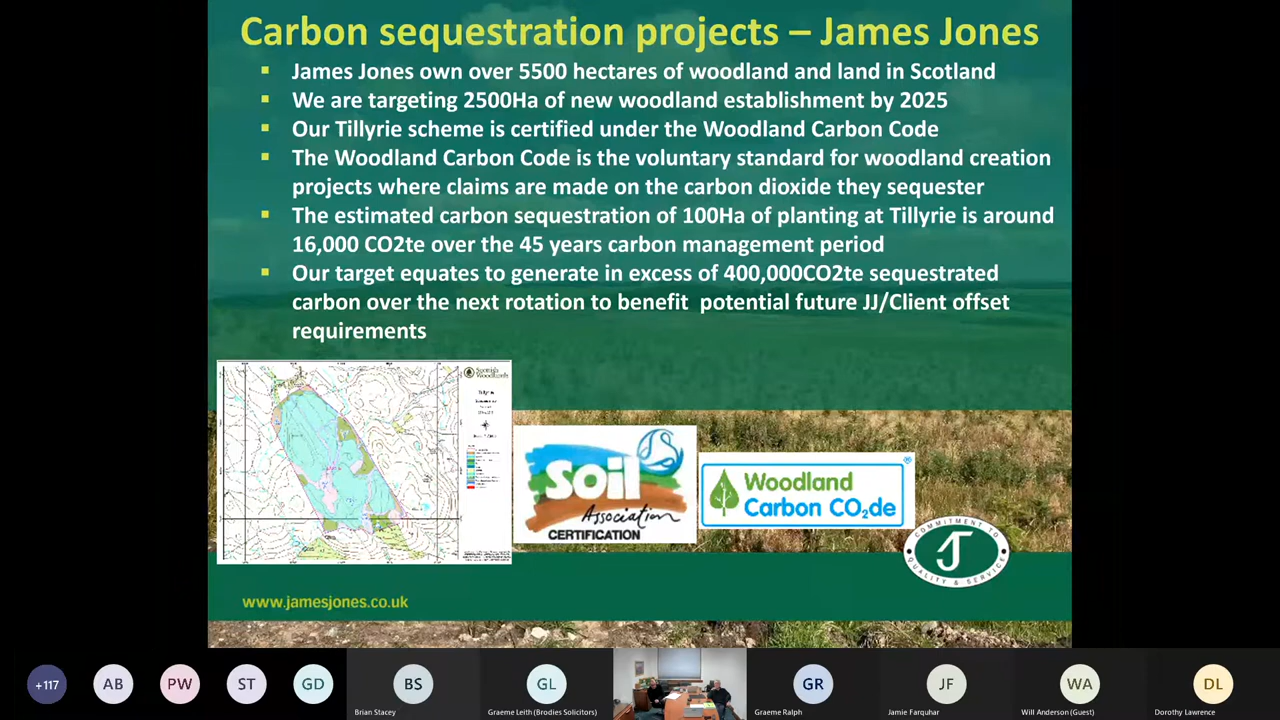 Carbon sequestration projects – James Jones
James Jones own over 5500 hectares of woodland and land in Scotland
We are targeting 2500Ha of new woodland establishment by 2025
Our Tillyrie scheme is certified under the Woodland Carbon Code
The Woodland Carbon Code is the voluntary standard for woodland creation
projects where claims are made on the carbon dioxide they sequester
The estimated carbon sequestration of 100Ha of planting at Tillyrie is around
16,000 CO2te over the 45 years carbon management period
Our target equates to generate in excess of 400,000CO2te sequestrated
carbon over the next rotation to benefit potential future JJ/Client offset
requirements
Scottish
Woodlands
Tillyrie
soil
Association
CERTIFICATION
Woodland
Carbon CO₂de
®
COMMITMENT TO
J
QUALITY & SERVICE
www.jamesjones.co.uk
+117
AB
PW
ST
GD
BS
Brian Stacey
GL
Graeme Leith (Brodies Solicitors)
GR
Graeme Ralph
JF
Jamie Farquhar
WA
Will Anderson (Guest)
DL
Dorothy Lawrence